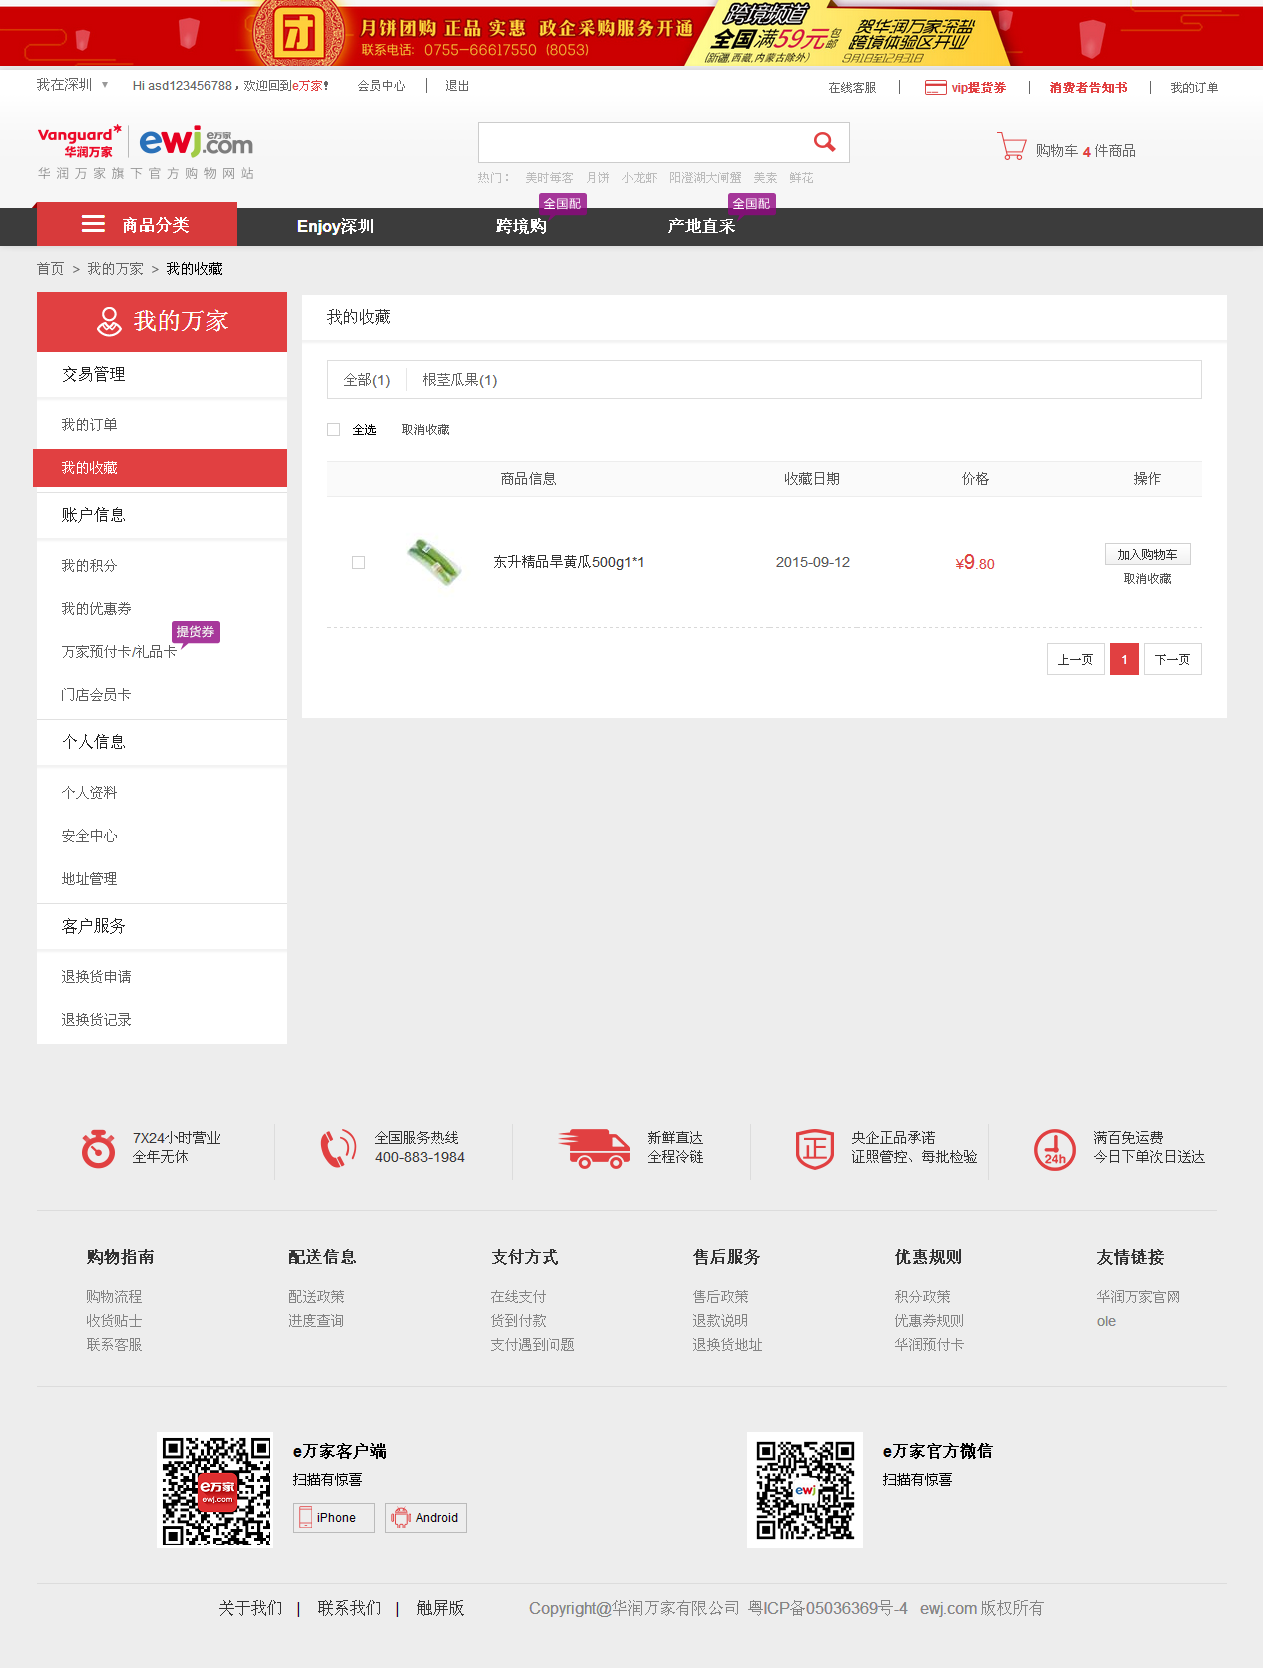 团
月饼团购 正品 实惠 政企采购服务开通
联系电话: 0755-66617550 (8053)
跨境频道
全国满59元包邮
(新疆,西藏,内蒙古除外)
贺华润万家深盐
跨境体验区开业
9月1日至12月31日
我在深圳 ▼ Hi asd123456788，欢迎回到e万家! 会员中心 | 退出
在线客服 | vip提货券 | 消费者告知书 | 我的订单
Vanguard 华润万家 | ewj.com e万家
华润万家旗下官方购物网站
购物车 4 件商品
热门： 美时每客 月饼 小龙虾 阳澄湖大闸蟹 美素 鲜花
全国配 全国配
商品分类 Enjoy深圳 跨境购 产地直采
首页 > 我的万家 > 我的收藏
我的万家
交易管理
我的订单
我的收藏
账户信息
我的积分
我的优惠券
提货券
万家预付卡/礼品卡
门店会员卡
个人信息
个人资料
安全中心
地址管理
客户服务
退换货申请
退换货记录
我的收藏
全部(1) 根茎瓜果(1)
全选 取消收藏
商品信息 收藏日期 价格 操作
东升精品旱黄瓜500g1*1 2015-09-12 ¥9.80 加入购物车
取消收藏
上一页 1 下一页
7X24小时营业
全年无休
全国服务热线
400-883-1984
新鲜直达
全程冷链
正
央企正品承诺
证照管控、每批检验
24h
满百免运费
今日下单次日送达
购物指南
购物流程
收货贴士
联系客服
配送信息
配送政策
进度查询
支付方式
在线支付
货到付款
支付遇到问题
售后服务
售后政策
退款说明
退换货地址
优惠规则
积分政策
优惠券规则
华润预付卡
友情链接
华润万家官网
ole
e万家
ewj.com
e万家客户端
扫描有惊喜
iPhone Android
ewj
e万家官方微信
扫描有惊喜
关于我们 | 联系我们 | 触屏版 Copyright@华润万家有限公司 粤ICP备05036369号-4 ewj.com 版权所有